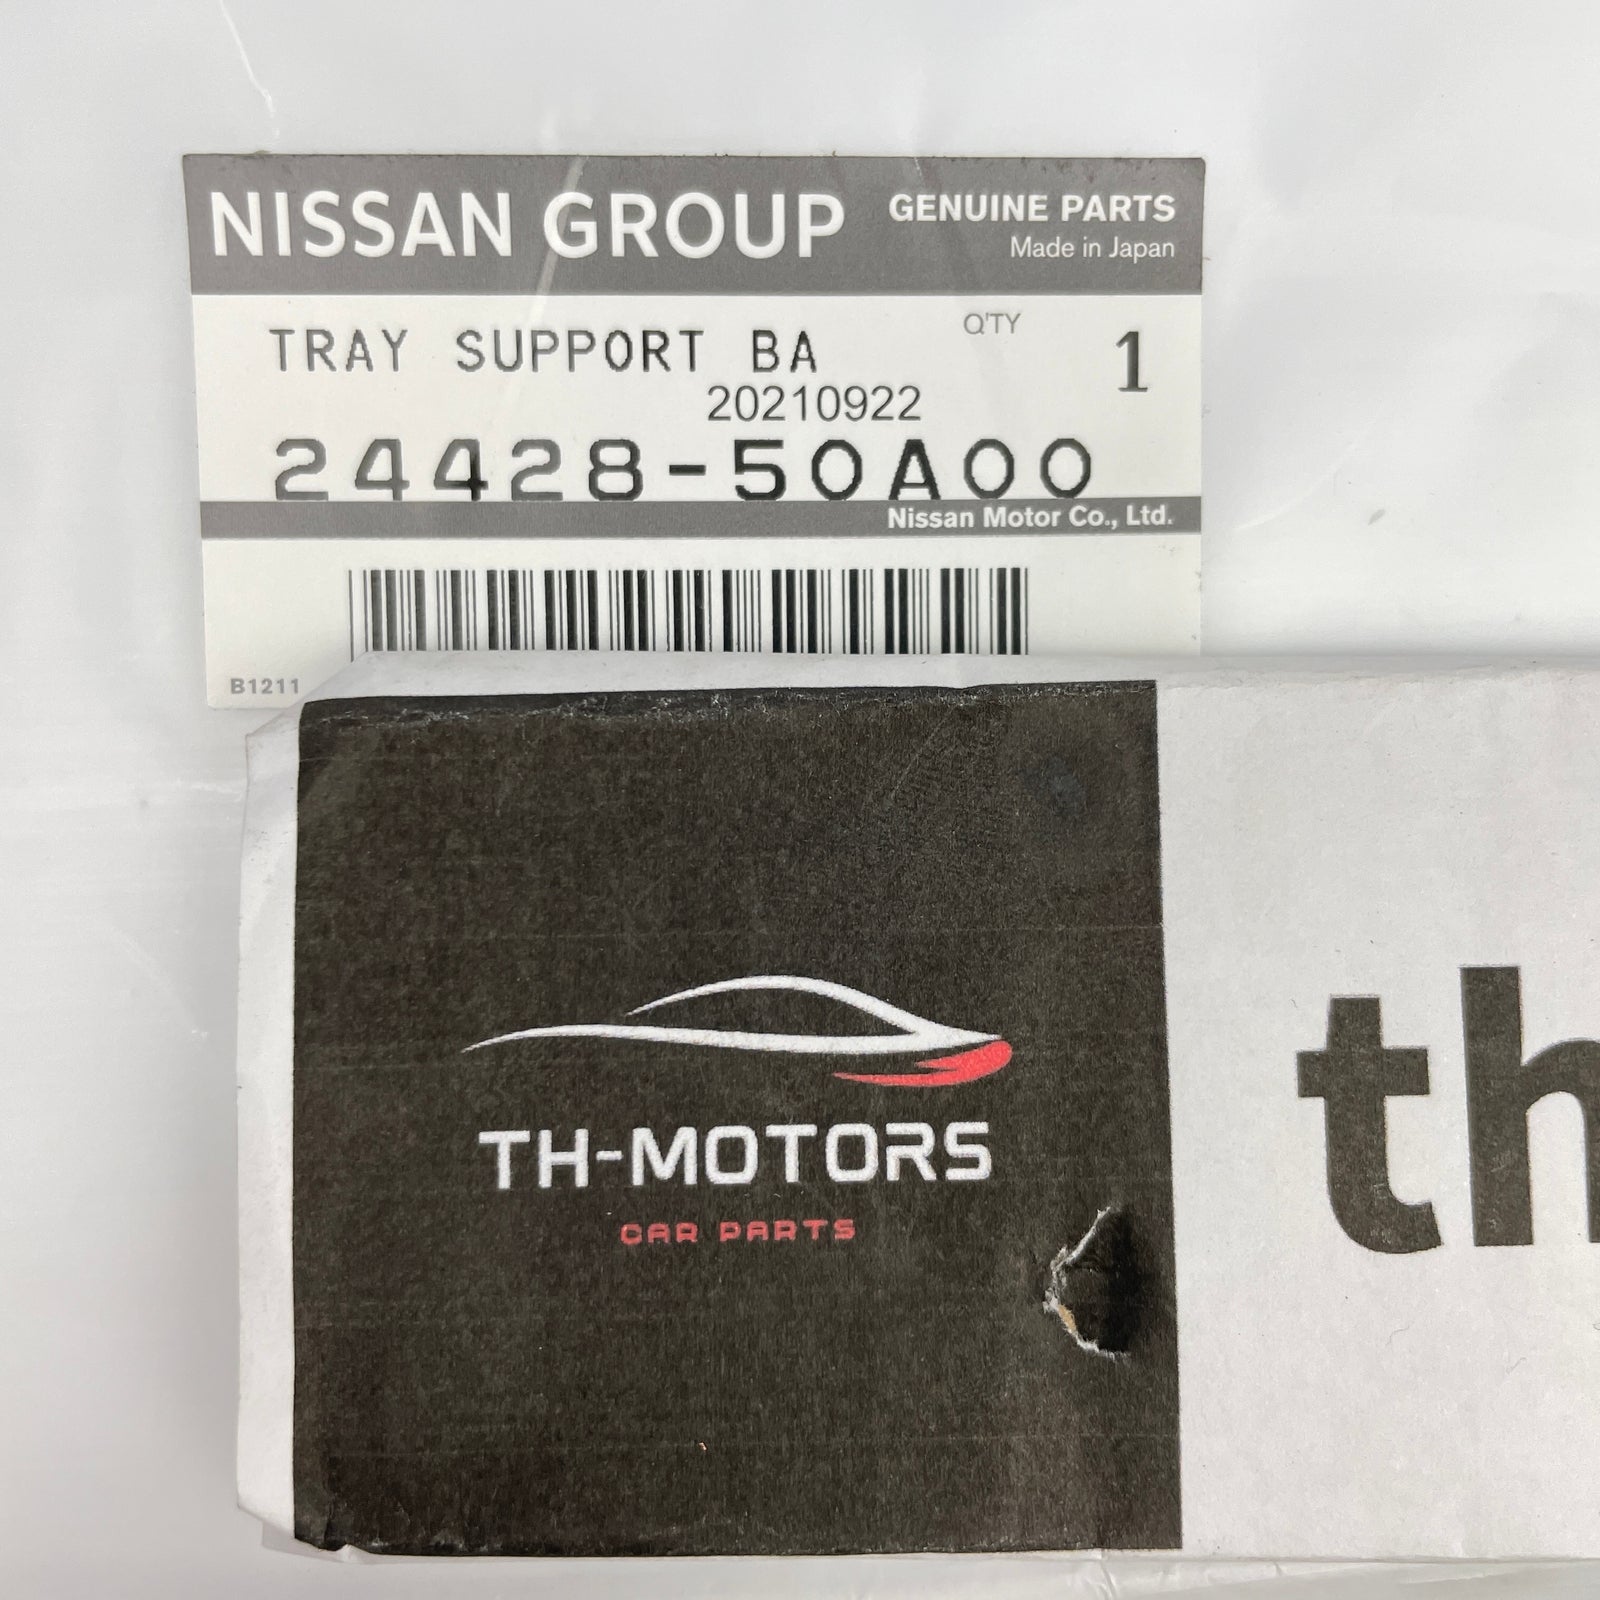 NISSAN GROUP GENUINE PARTS
Made in Japan
TRAY SUPPORT BA Q'TY 1
20210922
24428-50A00
Nissan Motor Co., Ltd.
B1211
TH-MOTORS
CAR PARTS
th